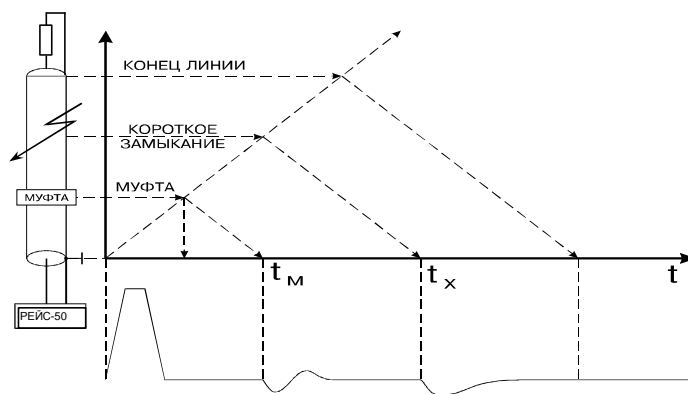 КОНЕЦ ЛИНИИ
КОРОТКОЕ
ЗАМЫКАНИЕ
МУФТА
МУФТА
t м
t х
t
РЕЙС-50